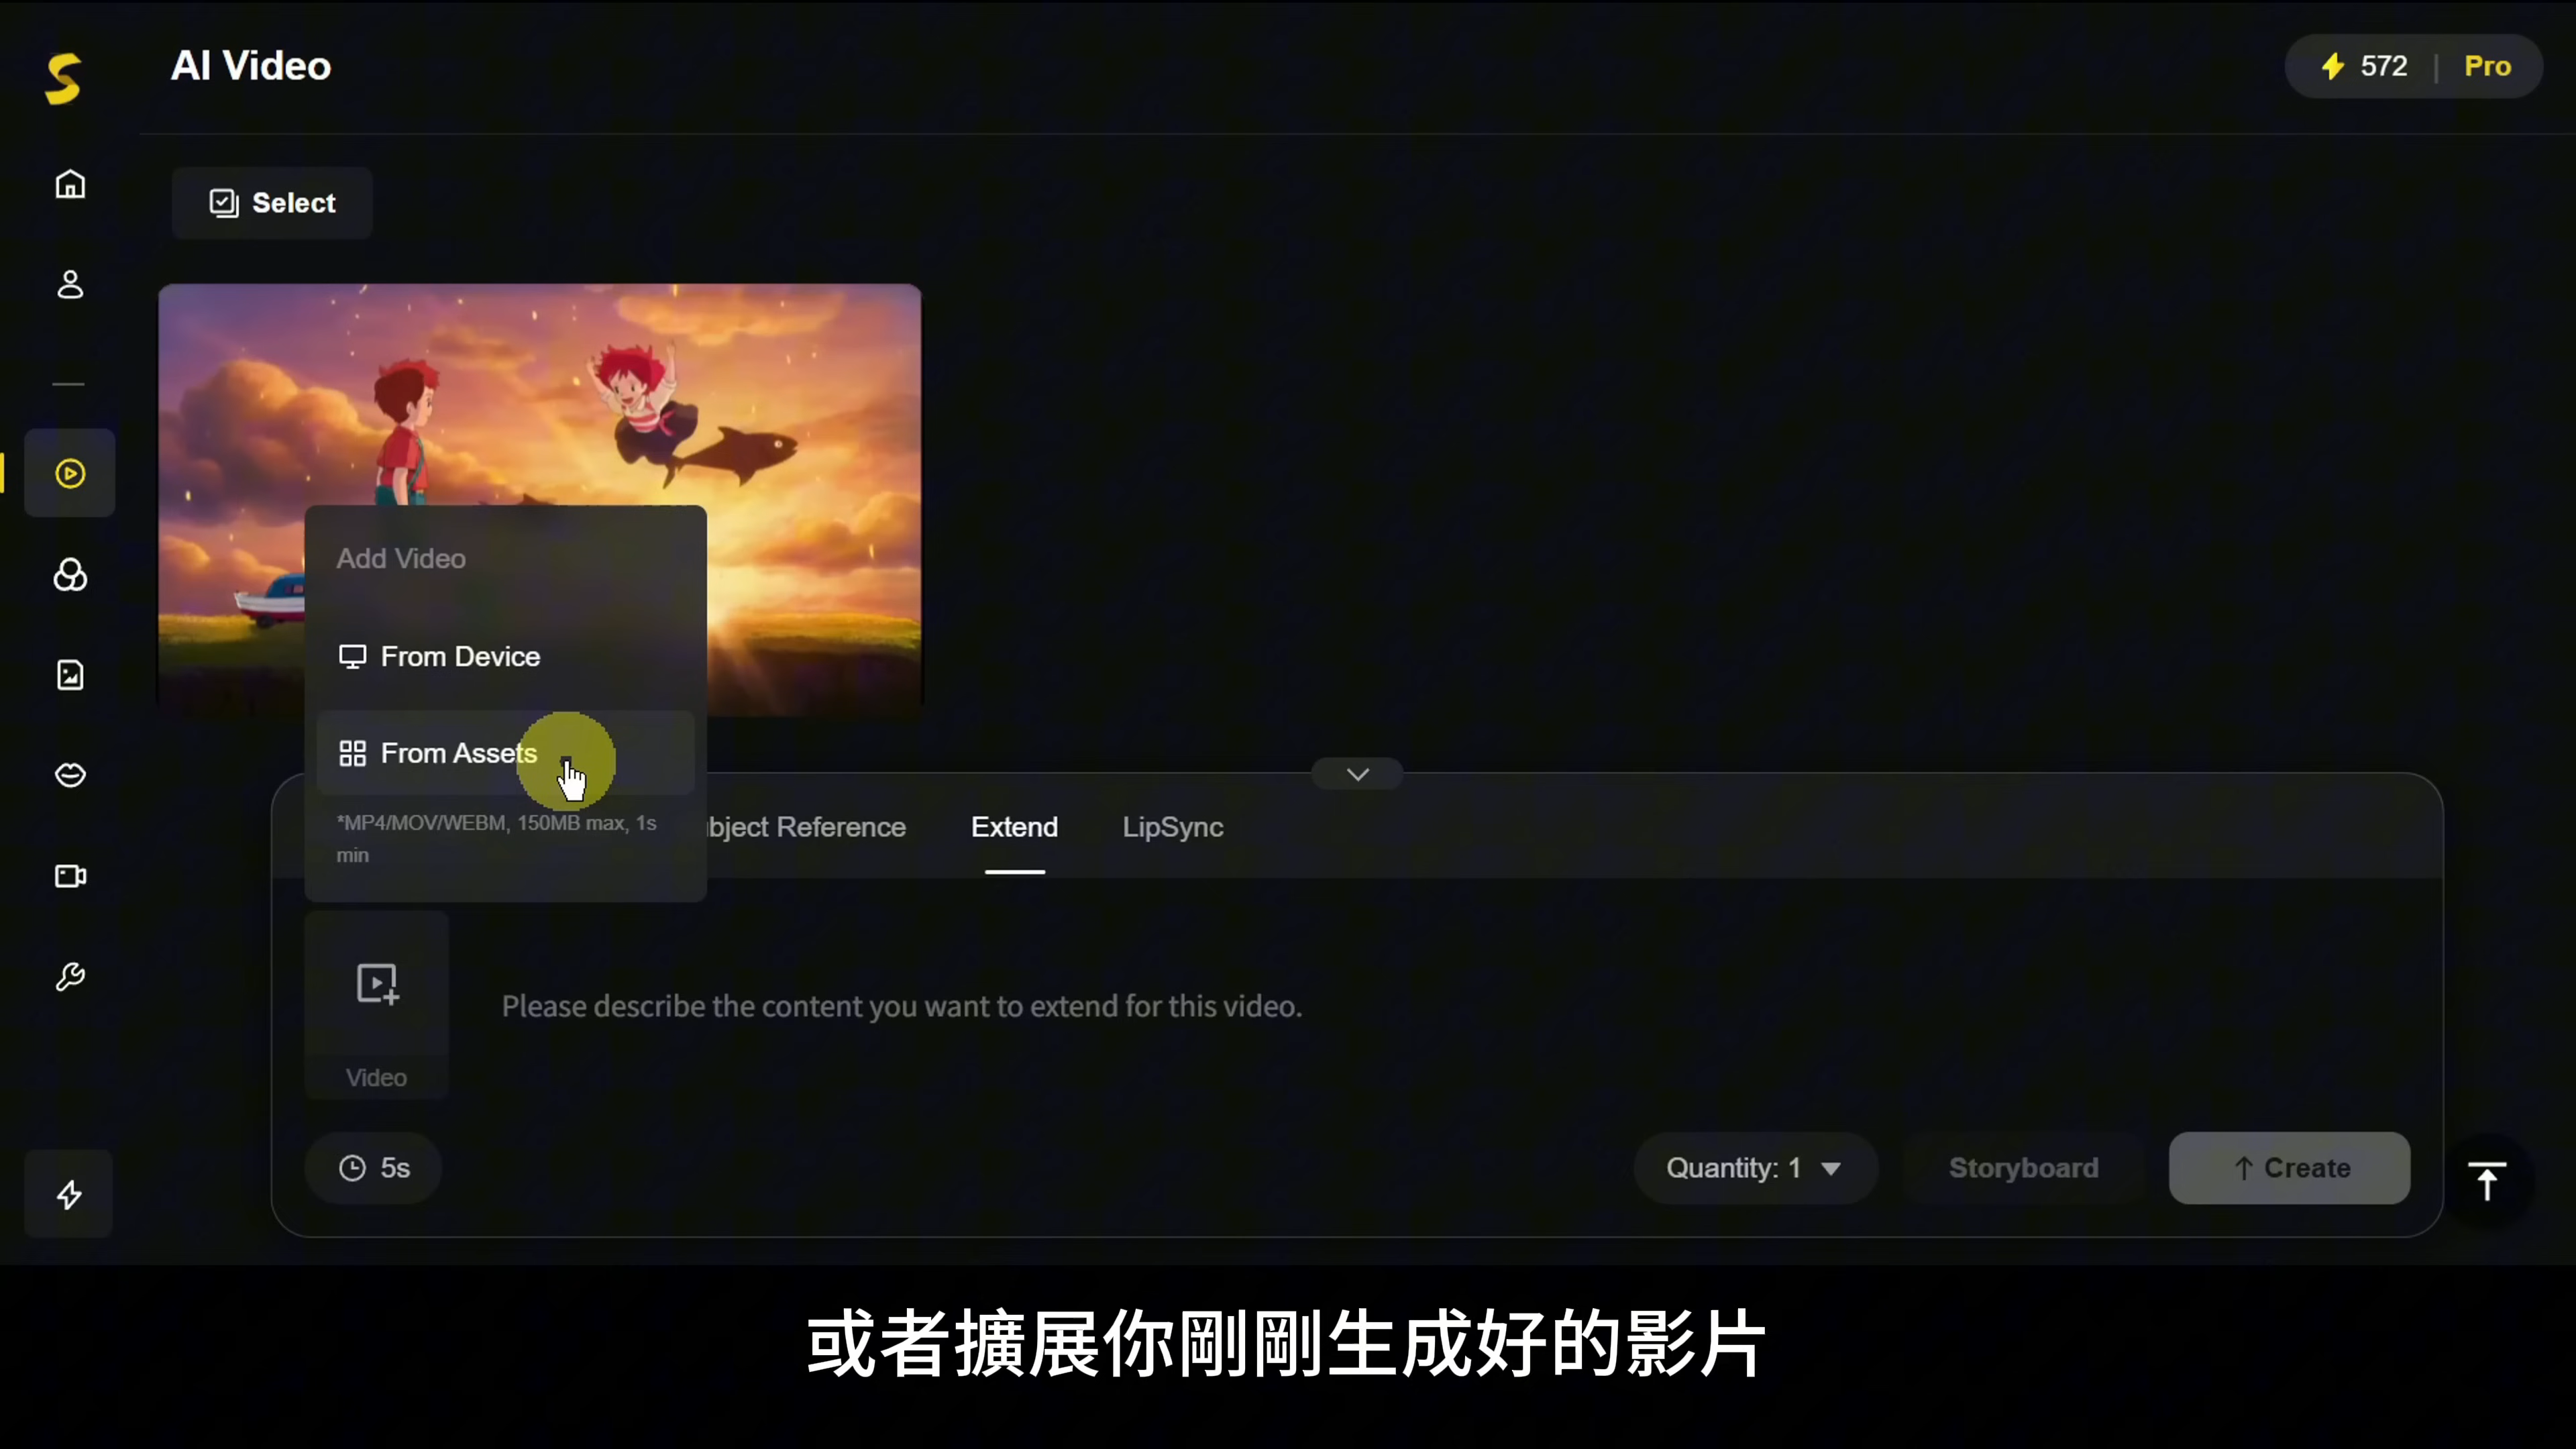 AI Video
572 | Pro
Select
Add Video
From Device
From Assets
*MP4/MOV/WEBM, 150MB max, 1s
min
Reference
Extend
LipSync
Please describe the content you want to extend for this video.
Video
5s
Quantity: 1
Storyboard
Create
或者擴展你剛剛生成好的影片